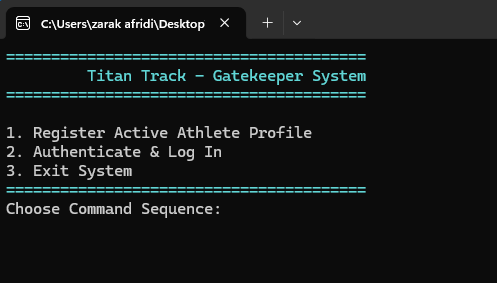 C:\Users\zarak afridi\Desktop
========================================
Titan Track - Gatekeeper System
========================================
1. Register Active Athlete Profile
2. Authenticate & Log In
3. Exit System
========================================
Choose Command Sequence: